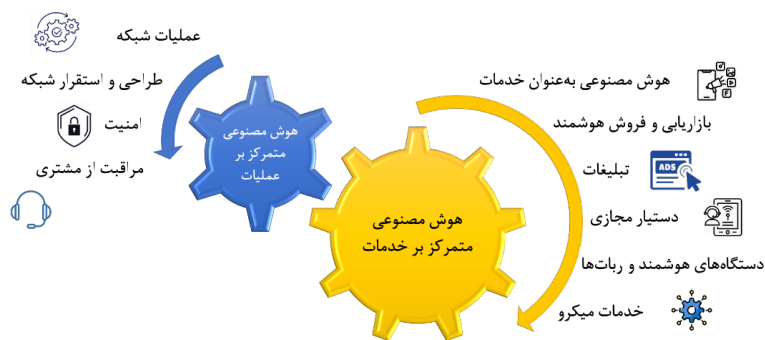 هوش مصنوعی به‌عنوان خدمات
بازاریابی و فروش هوشمند
تبلیغات
ADS
دستیار مجازی
دستگاه‌های هوشمند و ربات‌ها
خدمات میکرو
هوش مصنوعی
متمرکز بر خدمات
هوش مصنوعی
متمرکز بر
عملیات
عملیات شبکه
طراحی و استقرار شبکه
امنیت
مراقبت از مشتری